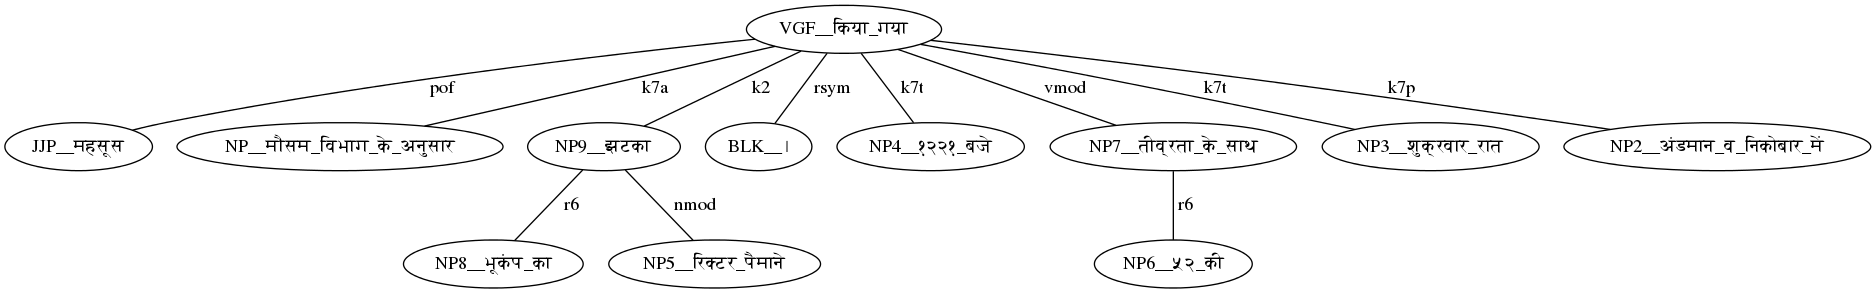 VGF__किया_गया
pof k7a k2 rsym k7t vmod k7t k7p
JJP__महसूस NP__मौसम_विभाग_के_अनुसार NP9__झटका BLK__। NP4__१२२१_बजे NP7__तीव्रता_के_साथ NP3__शुक्रवार_रात NP2__अंडमान_व_निकोबार_में
r6 nmod r6
NP8__भूकंप_का NP5__रिक्टर_पैमाने NP6__५२_की